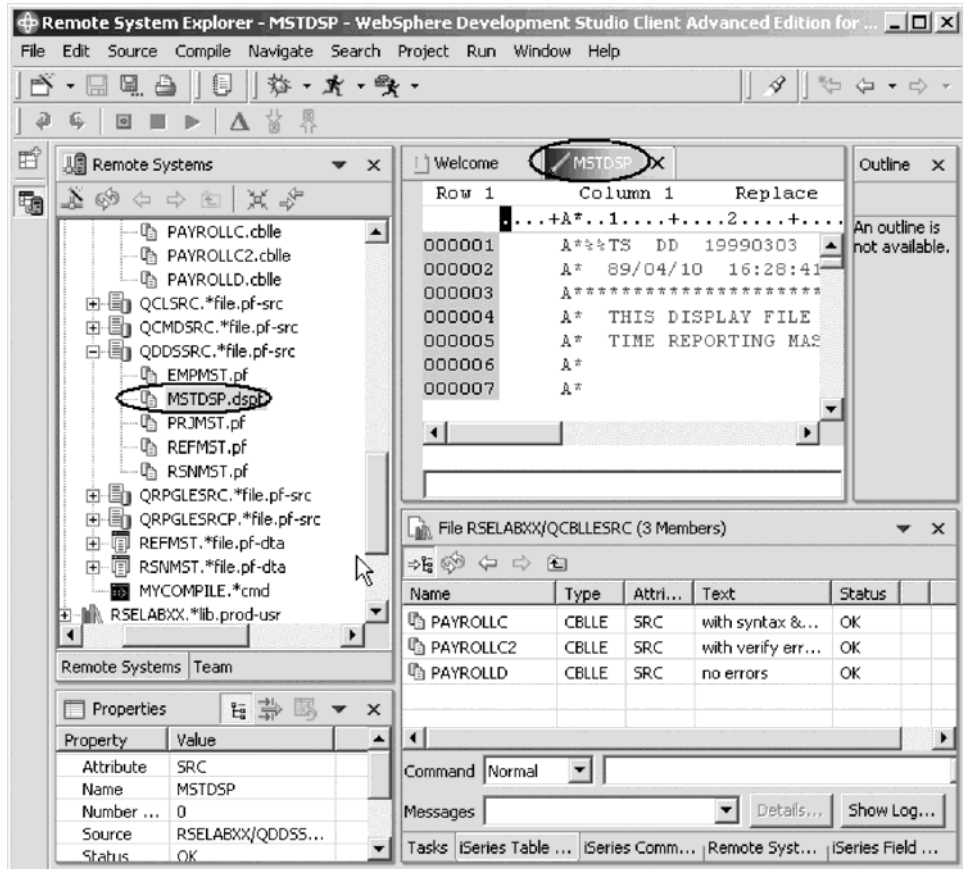 Remote System Explorer - MSTDSP - WebSphere Development Studio Client Advanced Edition for ...
File Edit Source Compile Navigate Search Project Run Window Help
Remote Systems
PAYROLLC.cblle
PAYROLLC2.cblle
PAYROLLD.cblle
QCLSRC.*file.pf-src
QCMDSRC.*file.pf-src
QDDSSRC.*file.pf-src
EMPMST.pf
MSTDSP.dspf
PRJMST.pf
REFMST.pf
RSNMST.pf
QRPGLESRC.*file.pf-src
QRPGLESRCP.*file.pf-src
REFMST.*file.pf-dta
RSNMST.*file.pf-dta
MYCOMPILE.*cmd
RSELABXX.*lib.prod-usr
Remote Systems Team
Properties
Property Value
Attribute SRC
Name MSTDSP
Number ... 0
Source RSELABXX/QDDSS...
Status OK
Welcome MSTDSP
Row 1 Column 1 Replace
....+A*..1....+....2....+....
000001 A*%%TS DD 19990303
000002 A* 89/04/10 16:28:41
000003 A***********************
000004 A* THIS DISPLAY FILE
000005 A* TIME REPORTING MAS
000006 A*
000007 A*
Outline
An outline is
not available.
File RSELABXX/QCBLLESRC (3 Members)
Name Type Attri... Text Status
PAYROLLC CBLLE SRC with syntax &... OK
PAYROLLC2 CBLLE SRC with verify err... OK
PAYROLLD CBLLE SRC no errors OK
Command Normal
Messages Details... Show Log...
Tasks iSeries Table ... iSeries Comm... Remote Syst... iSeries Field ...